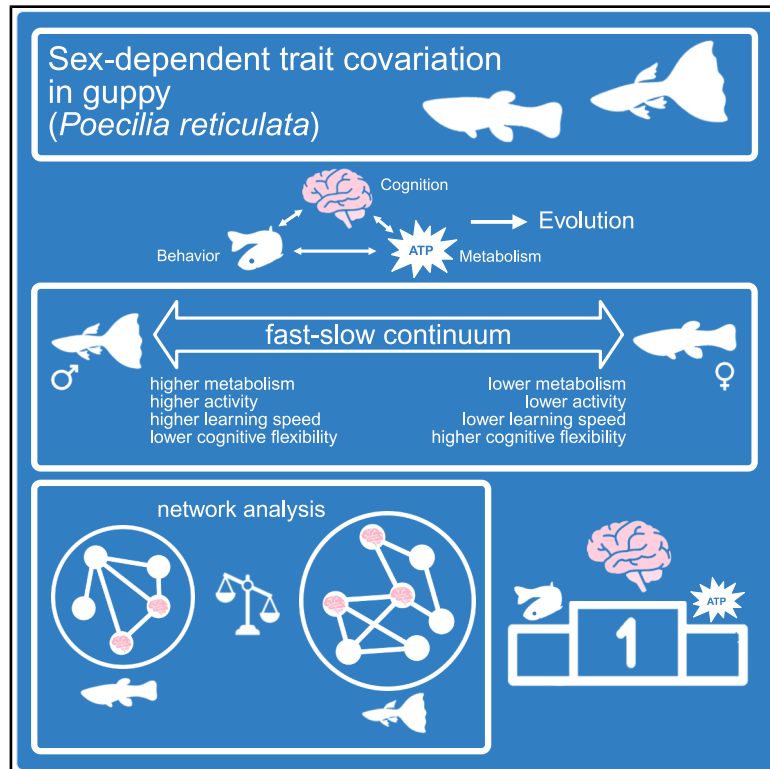 Sex-dependent trait covariation
in guppy
(Poecilia reticulata)
Cognition
Behavior
ATP
Metabolism
Evolution
fast-slow continuum
♂
higher metabolism
higher activity
higher learning speed
lower cognitive flexibility
lower metabolism
lower activity
lower learning speed
higher cognitive flexibility
♀
network analysis
ATP
1